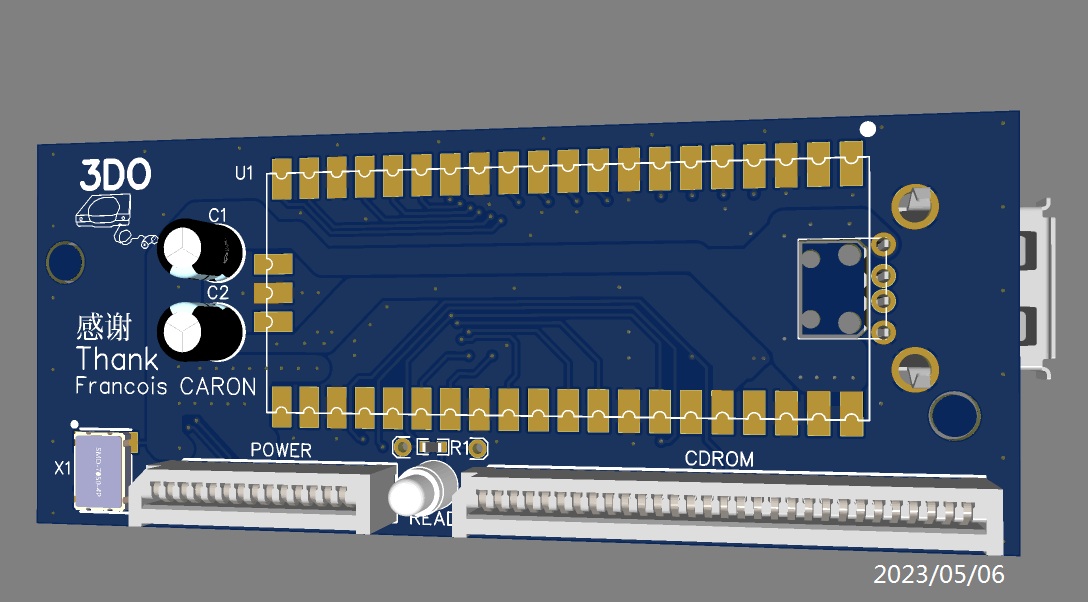 3DO
U1
C1
C2
感谢
Thank
Francois CARON
X1
POWER
R1
READ
CDROM
2023/05/06